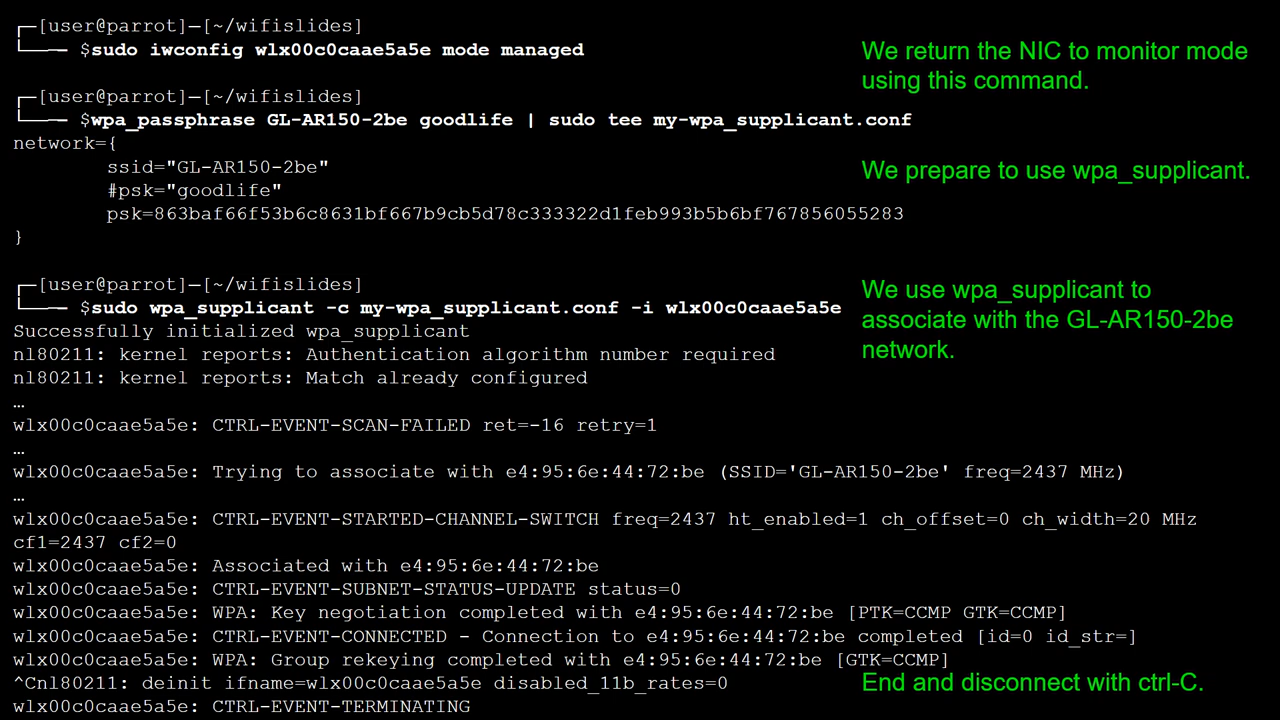 ┌─[user@parrot]─[~/wifislides]
└──╼ $sudo iwconfig wlx00c0caae5a5e mode managed
We return the NIC to monitor mode
using this command.
┌─[user@parrot]─[~/wifislides]
└──╼ $wpa_passphrase GL-AR150-2be goodlife | sudo tee my-wpa_supplicant.conf
network={
ssid="GL-AR150-2be"
We prepare to use wpa_supplicant.
#psk="goodlife"
psk=863baf66f53b6c8631bf667b9cb5d78c333322d1feb993b5b6bf767856055283
}
┌─[user@parrot]─[~/wifislides]
└──╼ $sudo wpa_supplicant -c my-wpa_supplicant.conf -i wlx00c0caae5a5e
We use wpa_supplicant to
associate with the GL-AR150-2be
network.
Successfully initialized wpa_supplicant
nl80211: kernel reports: Authentication algorithm number required
nl80211: kernel reports: Match already configured
…
wlx00c0caae5a5e: CTRL-EVENT-SCAN-FAILED ret=-16 retry=1
…
wlx00c0caae5a5e: Trying to associate with e4:95:6e:44:72:be (SSID='GL-AR150-2be' freq=2437 MHz)
…
wlx00c0caae5a5e: CTRL-EVENT-STARTED-CHANNEL-SWITCH freq=2437 ht_enabled=1 ch_offset=0 ch_width=20 MHz
cf1=2437 cf2=0
wlx00c0caae5a5e: Associated with e4:95:6e:44:72:be
wlx00c0caae5a5e: CTRL-EVENT-SUBNET-STATUS-UPDATE status=0
wlx00c0caae5a5e: WPA: Key negotiation completed with e4:95:6e:44:72:be [PTK=CCMP GTK=CCMP]
wlx00c0caae5a5e: CTRL-EVENT-CONNECTED - Connection to e4:95:6e:44:72:be completed [id=0 id_str=]
wlx00c0caae5a5e: WPA: Group rekeying completed with e4:95:6e:44:72:be [GTK=CCMP]
^Cnl80211: deinit ifname=wlx00c0caae5a5e disabled_11b_rates=0
End and disconnect with ctrl-C.
wlx00c0caae5a5e: CTRL-EVENT-TERMINATING